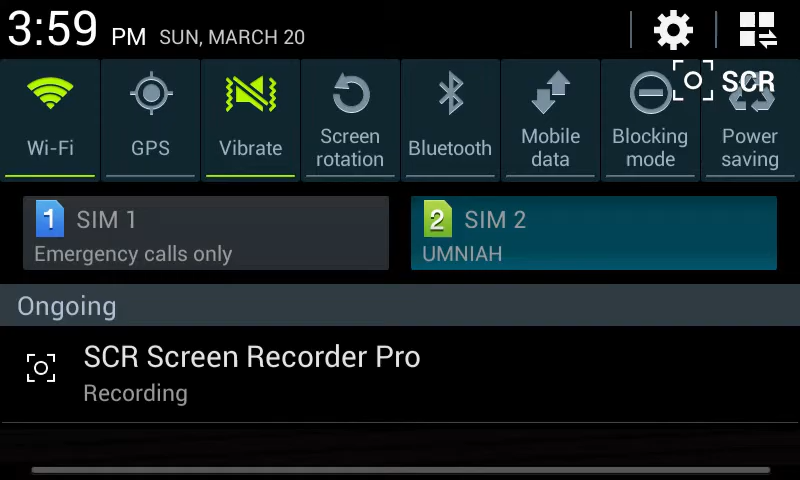 3:59 PM SUN, MARCH 20
SCR
Wi-Fi
GPS
Vibrate
Screen
rotation
Bluetooth
Mobile
data
Blocking
mode
Power
saving
1 SIM 1
Emergency calls only
2 SIM 2
UMNIAH
Ongoing
SCR Screen Recorder Pro
Recording